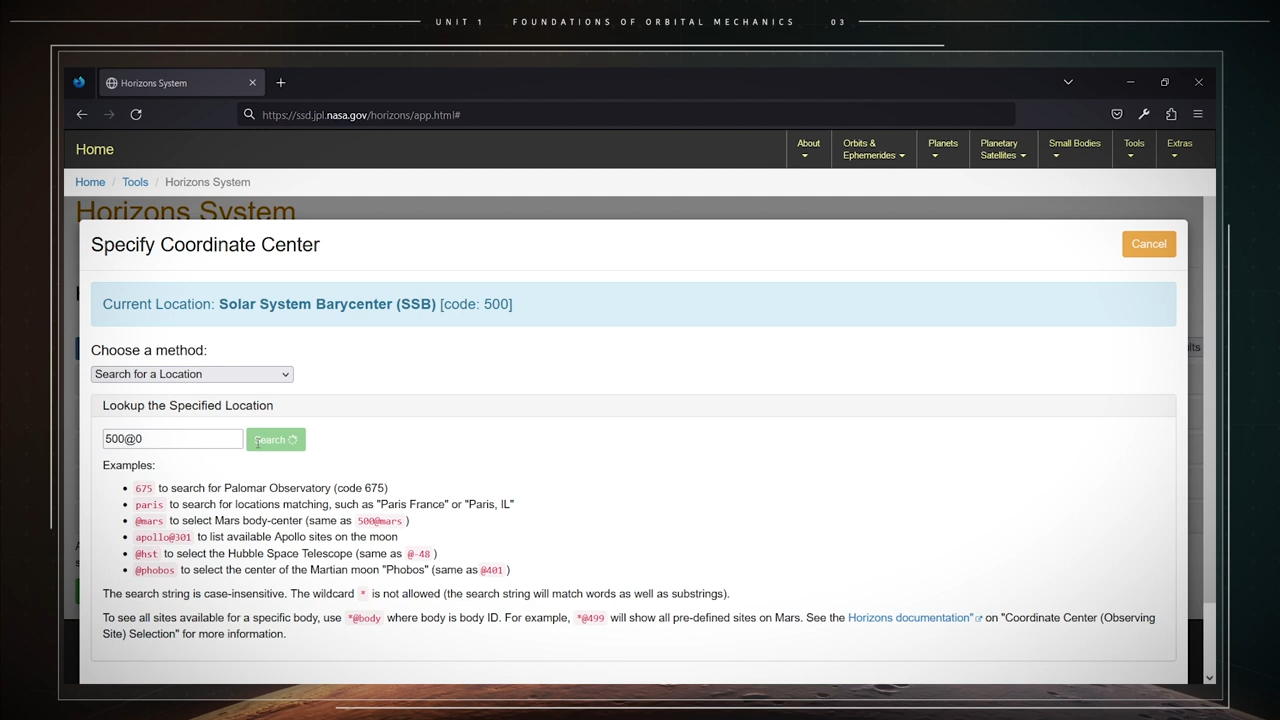 UNIT 1 FOUNDATIONS OF ORBITAL MECHANICS 03
Horizons System
https://ssd.jpl.nasa.gov/horizons/app.html#
Home
About
Orbits & Ephemerides
Planets
Planetary Satellites
Small Bodies
Tools
Extras
Home / Tools / Horizons System
Horizons System
Specify Coordinate Center
Cancel
Current Location: Solar System Barycenter (SSB) [code: 500]
Choose a method:
Search for a Location
Lookup the Specified Location
500@0
Search
Examples:
• 675 to search for Palomar Observatory (code 675)
• paris to search for locations matching, such as "Paris France" or "Paris, IL"
• @mars to select Mars body-center (same as 500@mars )
• apollo@301 to list available Apollo sites on the moon
• @hst to select the Hubble Space Telescope (same as @-48 )
• @phobos to select the center of the Martian moon "Phobos" (same as @401 )
The search string is case-insensitive. The wildcard * is not allowed (the search string will match words as well as substrings).
To see all sites available for a specific body, use *@body where body is body ID. For example, *@499 will show all pre-defined sites on Mars. See the Horizons documentation" on "Coordinate Center (Observing
Site) Selection" for more information.